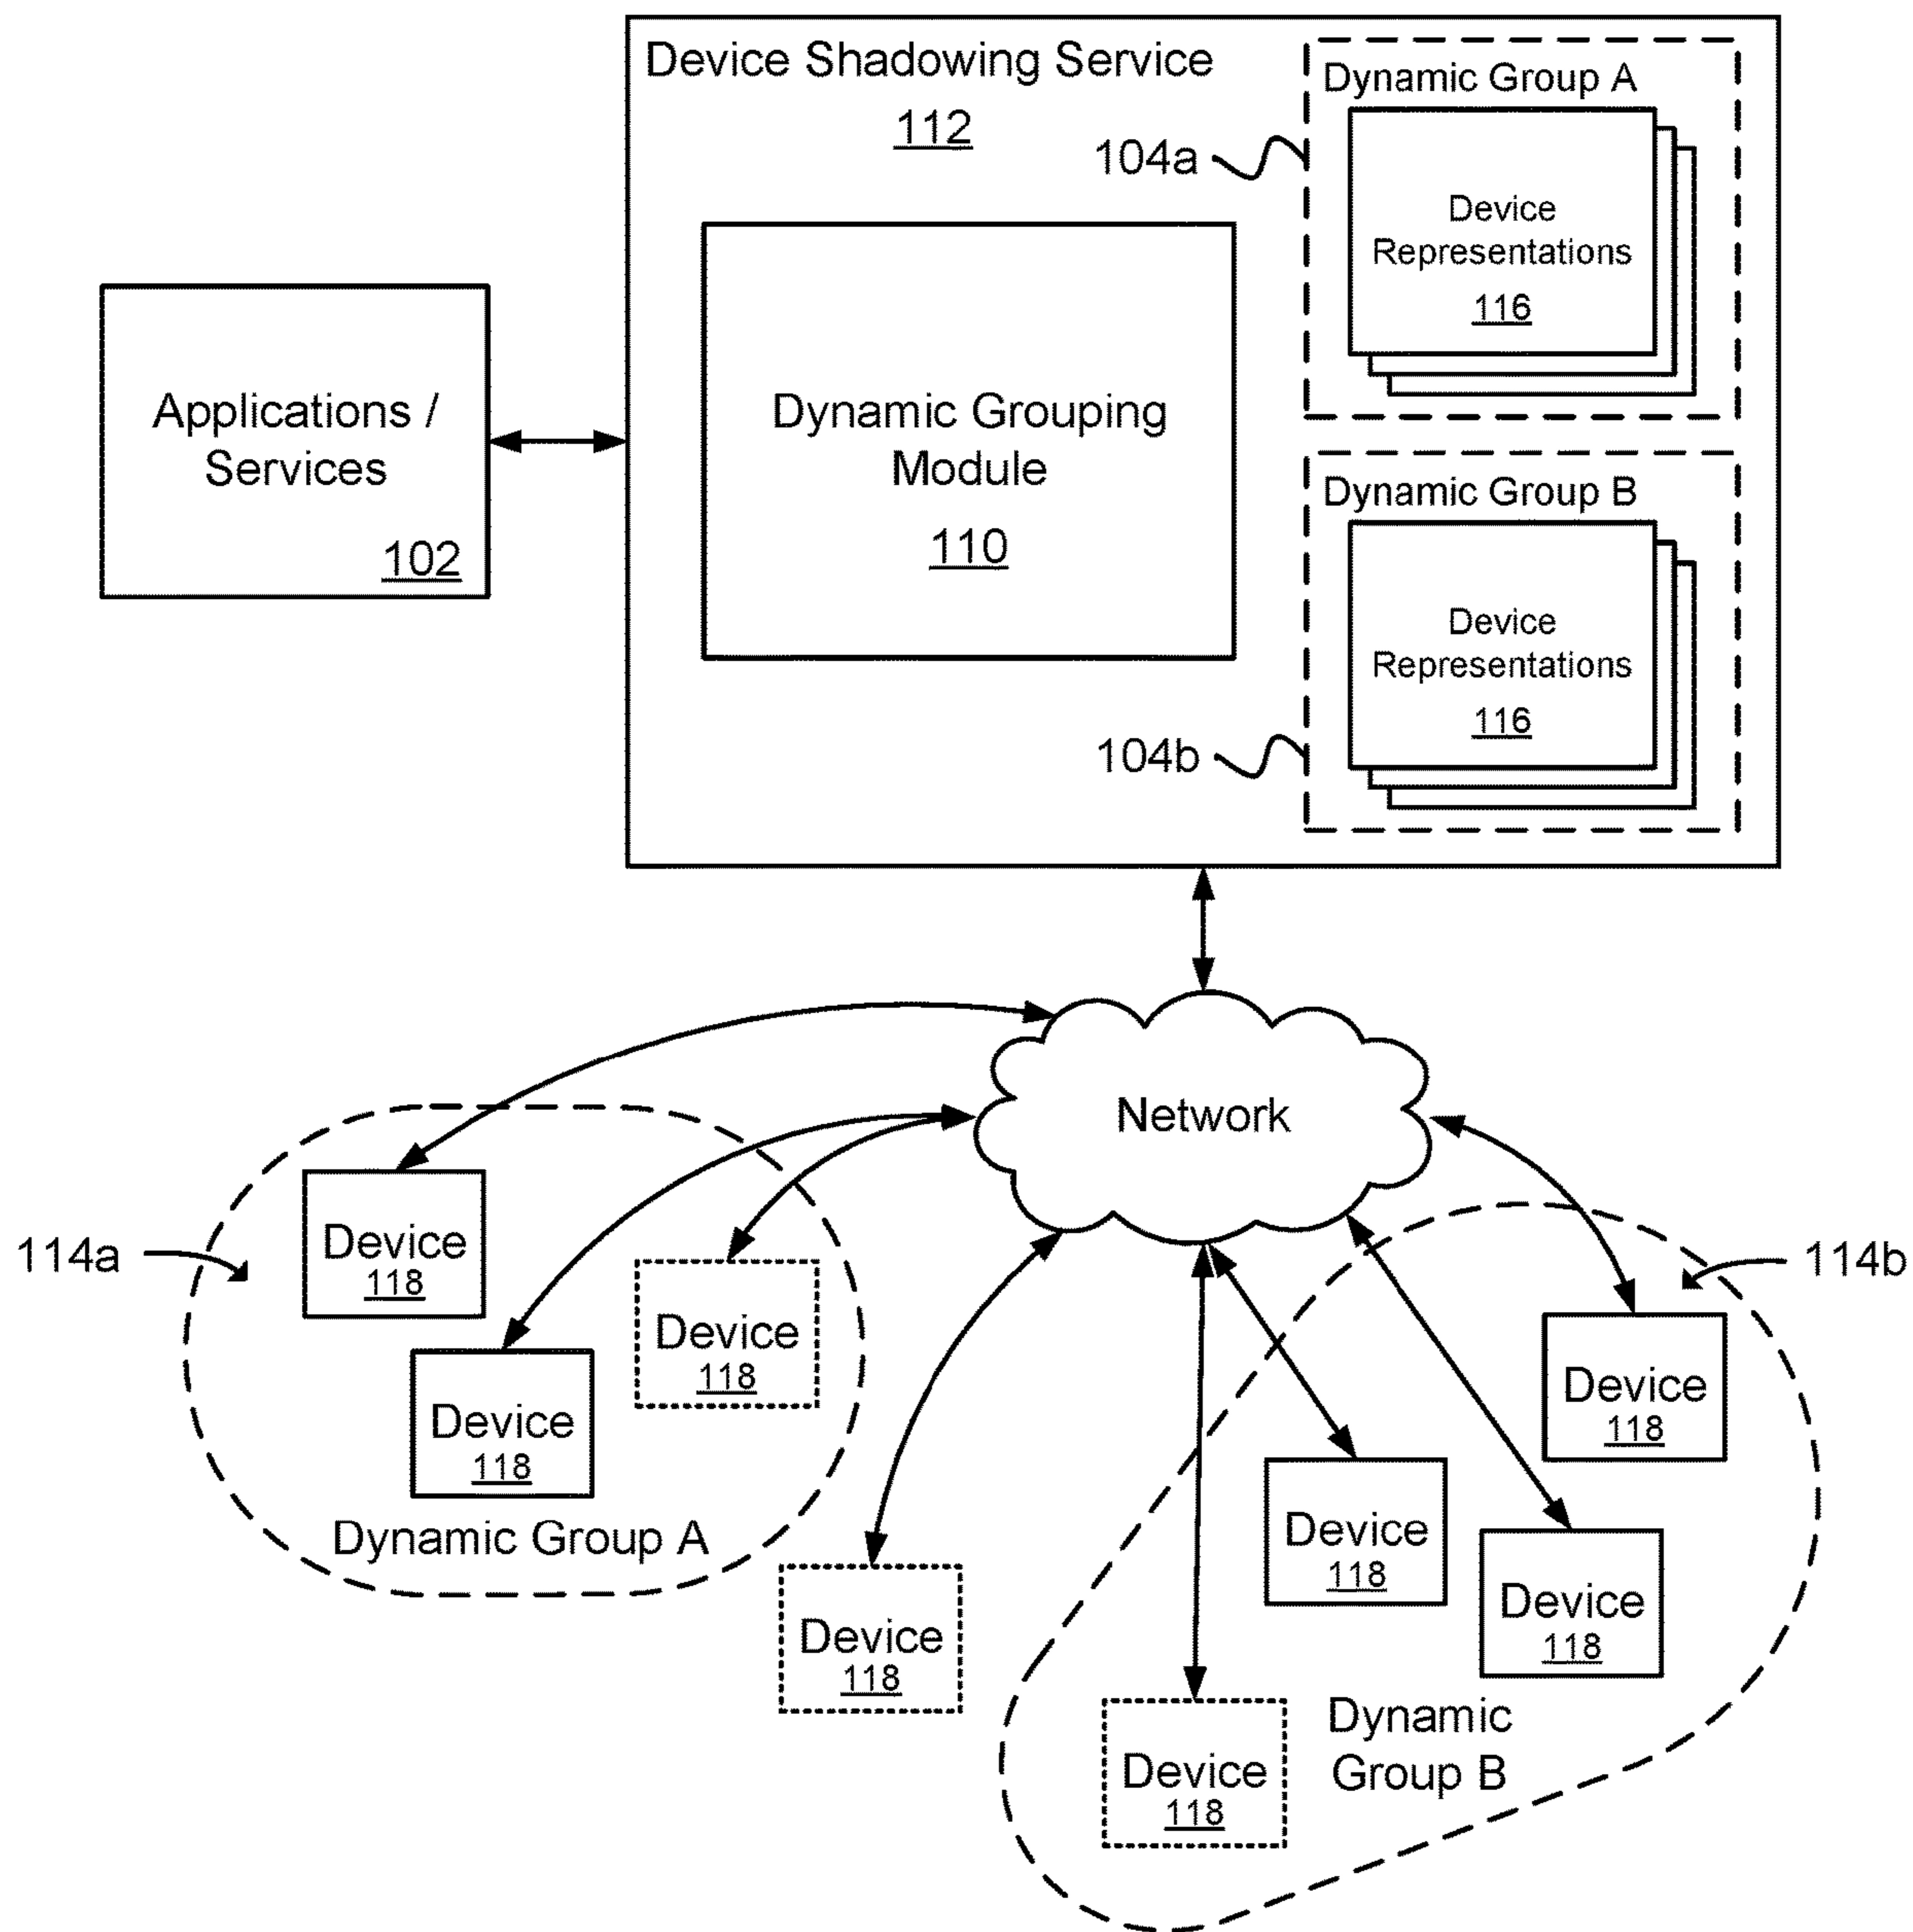 Device Shadowing Service
112
Dynamic Group A
104a
Device
Representations
116
Applications /
Services
102
Dynamic Grouping
Module
110
Dynamic Group B
Device
Representations
116
104b
Network
114a
Device
118
Device
118
Device
118
Dynamic Group A
114b
Device
118
Device
118
Device
118
Device
118
Device
118
Dynamic
Group B